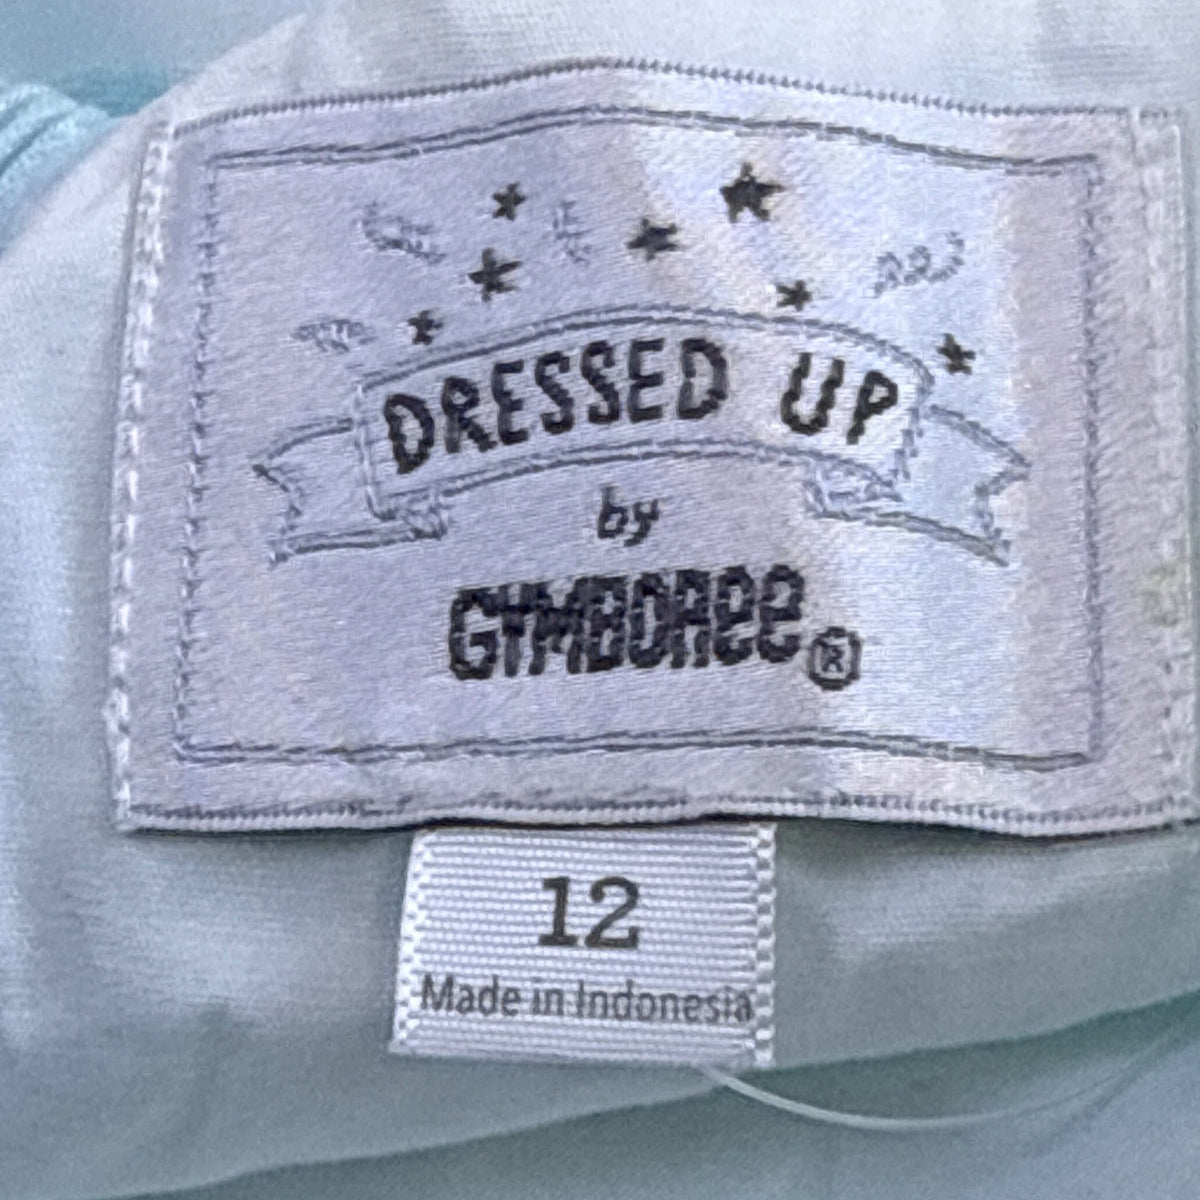 DRESSED UP
by
GYMBOREE®
12
Made in Indonesia